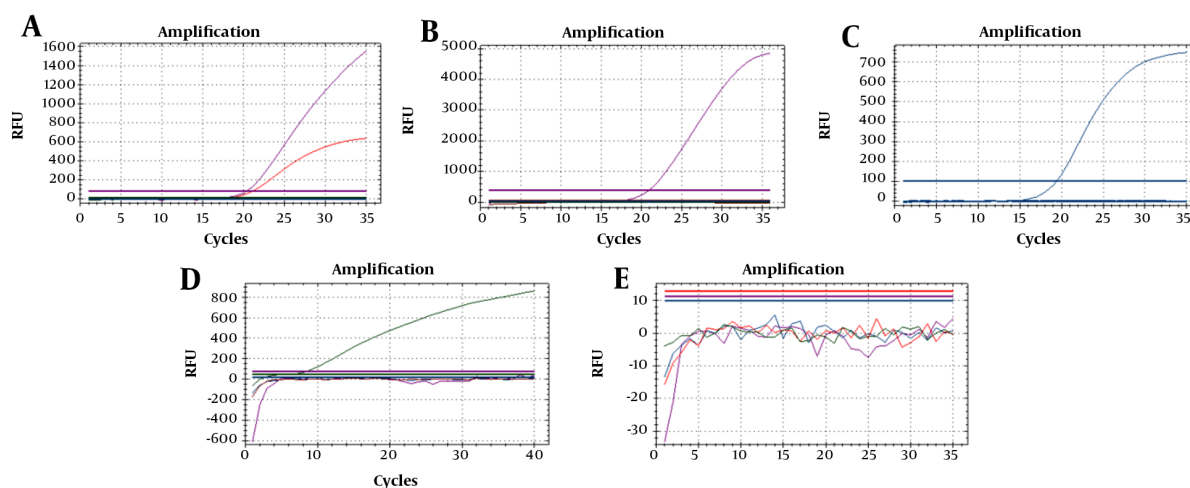 A
Amplification
1600
1400
1200
1000
800
600
400
200
0
RFU
0 5 10 15 20 25 30 35
Cycles
B
Amplification
5000
4000
3000
2000
1000
0
RFU
0 5 10 15 20 25 30 35
Cycles
C
Amplification
700
600
500
400
300
200
100
0
RFU
0 5 10 15 20 25 30 35
Cycles
D
Amplification
800
600
400
200
0
-200
-400
-600
RFU
0 10 20 30 40
Cycles
E
Amplification
10
0
-10
-20
-30
RFU
0 5 10 15 20 25 30 35